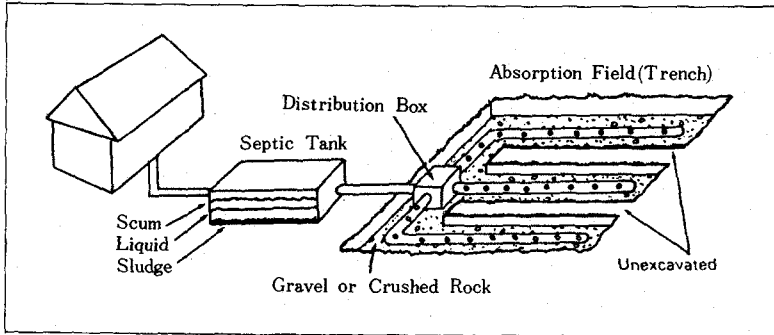 Absorption Field(Trench)
Distribution Box
Septic Tank
Scum
Liquid
Sludge
Gravel or Crushed Rock
Unexcavated